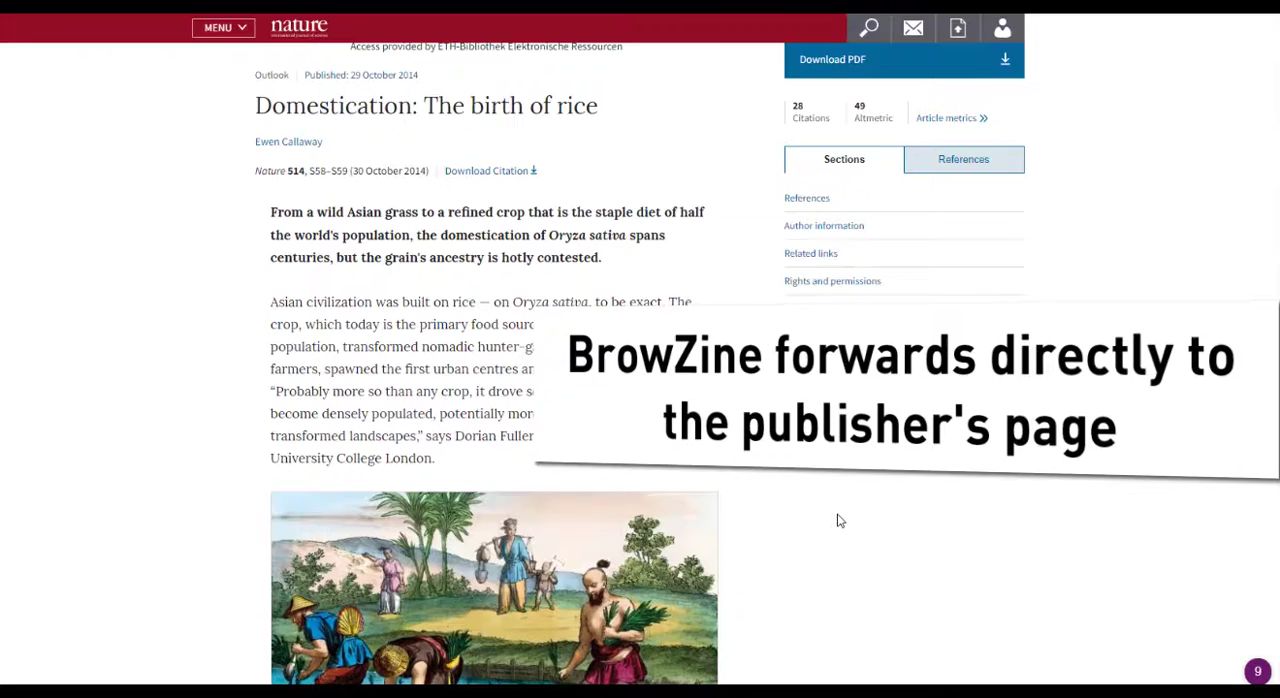 MENU
nature
International journal of science
Access provided by ETH-Bibliothek Elektronische Ressourcen
Outlook Published: 29 October 2014
Domestication: The birth of rice
Ewen Callaway
Nature 514, S58–S59 (30 October 2014) Download Citation
From a wild Asian grass to a refined crop that is the staple diet of half
the world's population, the domestication of Oryza sativa spans
centuries, but the grain's ancestry is hotly contested.
Asian civilization was built on rice — on Oryza sativa, to be exact. The
crop, which today is the primary food
population, transformed nomadic
farmers, spawned the first urban centres
“Probably more so than any crop, it drove
become densely populated, potentially
transformed landscapes,” says Dorian Fuller
University College London.
Download PDF
28 49
Citations Altmetric Article metrics
Sections References
References
Author information
Related links
Rights and permissions
BrowZine forwards directly to
the publisher's page
9